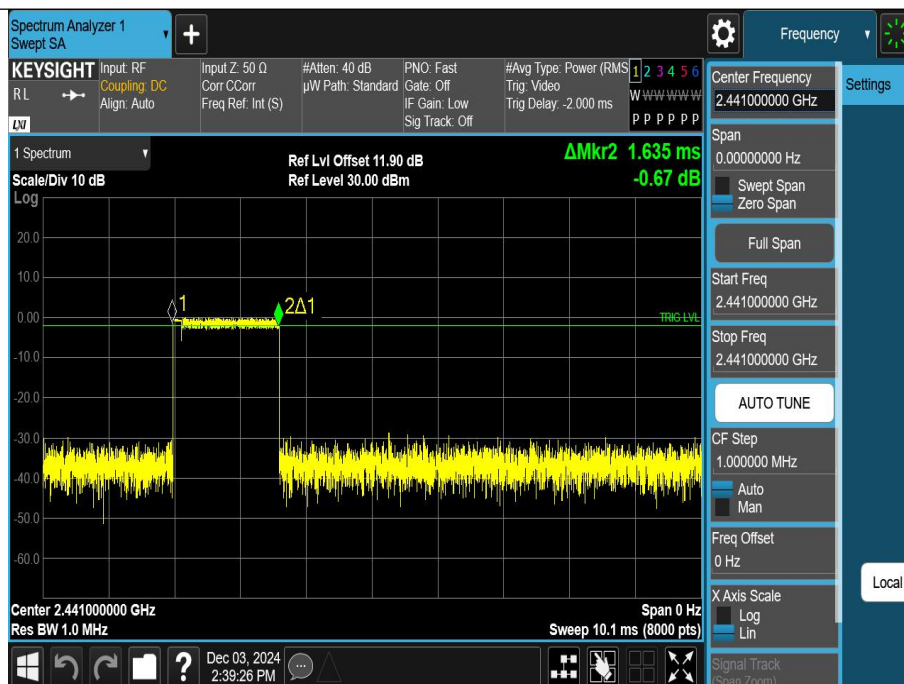 Spectrum Analyzer 1
Swept SA
Frequency
KEYSIGHT
RL
LXI
Input: RF
Coupling: DC
Align: Auto
Input Z: 50 Ω
Corr CCorr
Freq Ref: Int (S)
#Atten: 40 dB
µW Path: Standard
PNO: Fast
Gate: Off
IF Gain: Low
Sig Track: Off
#Avg Type: Power (RMS
Trig: Video
Trig Delay: -2.000 ms
1 2 3 4 5 6
W W W W W W
P P P P P P
1 Spectrum
Scale/Div 10 dB
Log
Ref Lvl Offset 11.90 dB
Ref Level 30.00 dBm
ΔMkr2 1.635 ms
-0.67 dB
20.0
10.0
0.00
-10.0
-20.0
-30.0
-40.0
-50.0
-60.0
1
2Δ1
TRIG LVL
Center 2.441000000 GHz
Res BW 1.0 MHz
Span 0 Hz
Sweep 10.1 ms (8000 pts)
Dec 03, 2024
2:39:26 PM
Center Frequency
2.441000000 GHz
Span
0.00000000 Hz
Swept Span
Zero Span
Full Span
Start Freq
2.441000000 GHz
Stop Freq
2.441000000 GHz
AUTO TUNE
CF Step
1.000000 MHz
Auto
Man
Freq Offset
0 Hz
X Axis Scale
Log
Lin
Signal Track
(Span Zoom)
Settings
Local